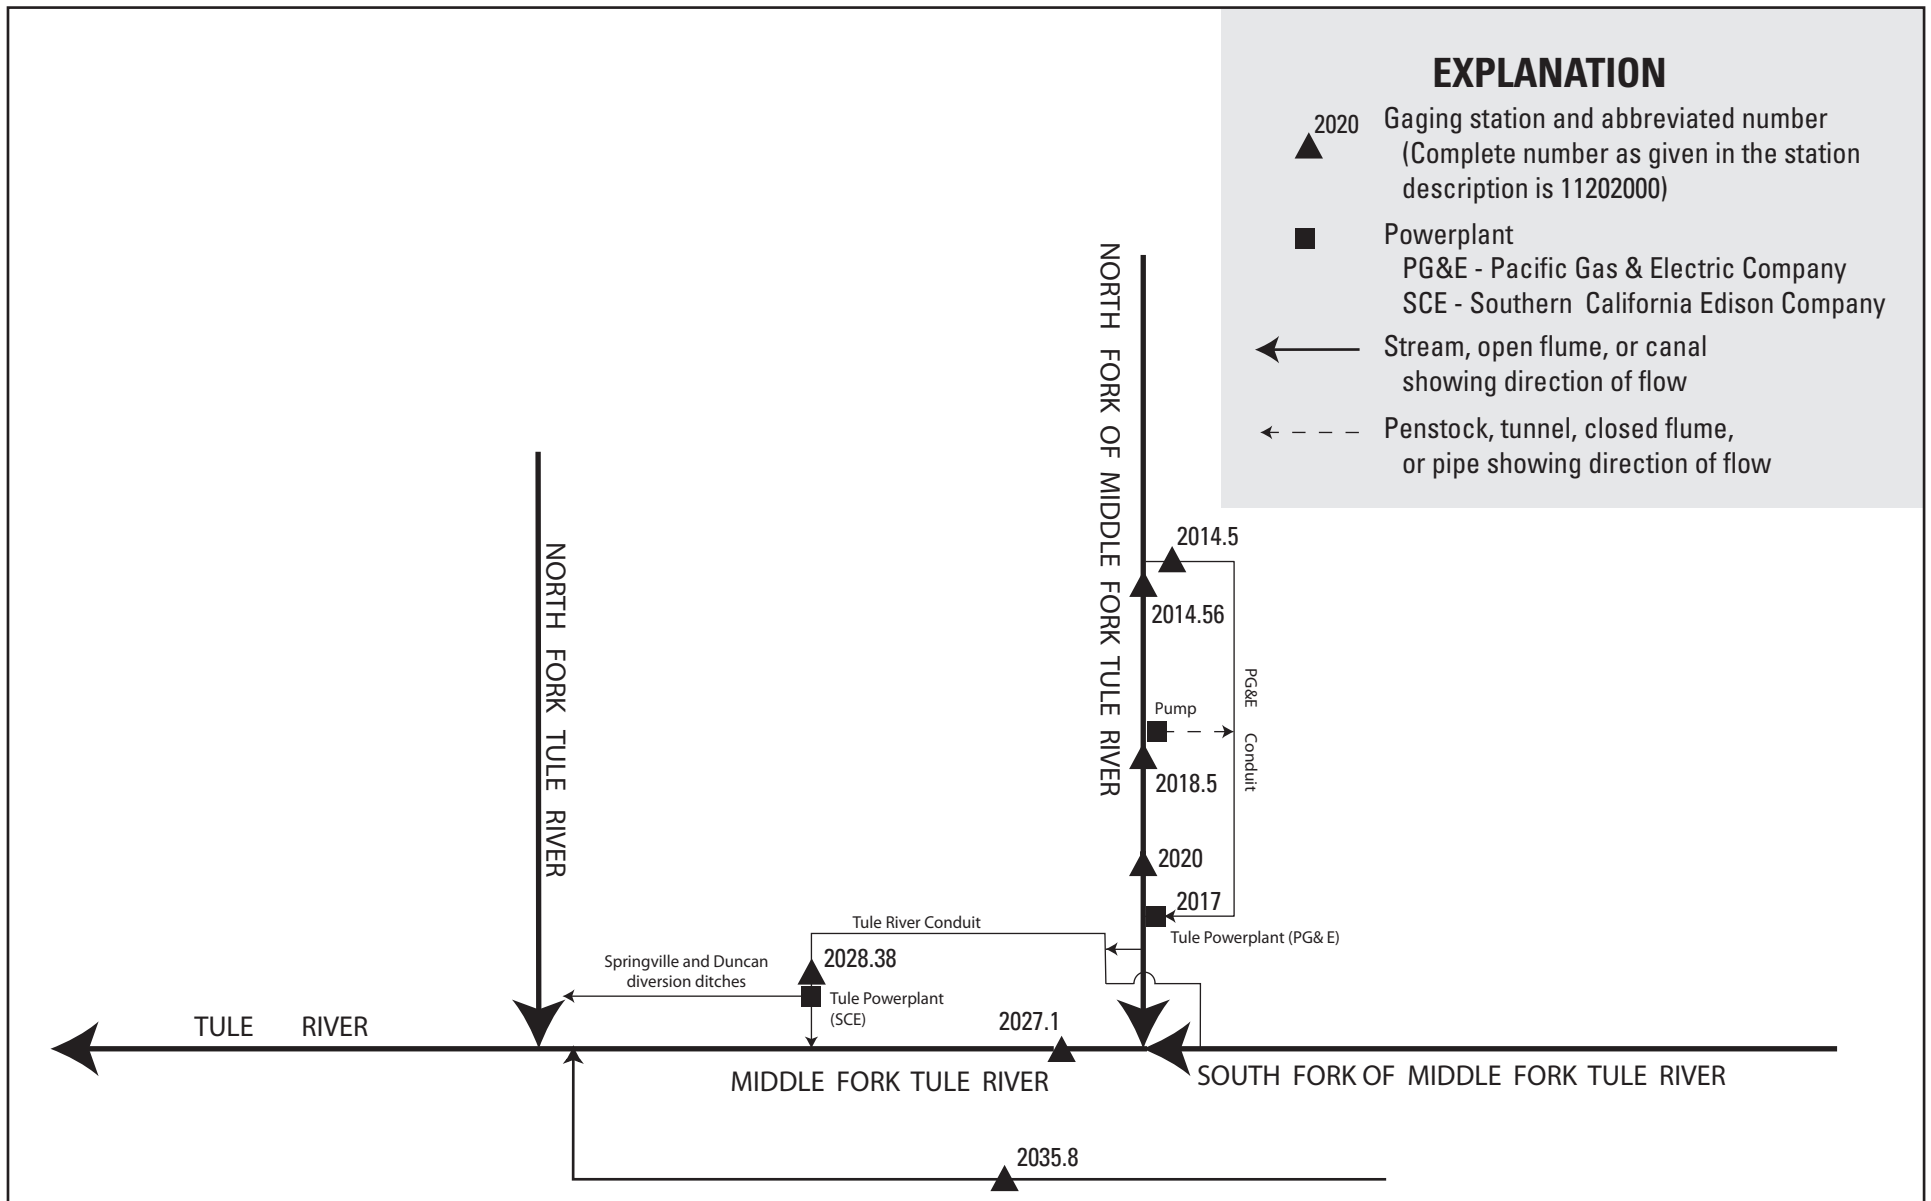 EXPLANATION
2020 Gaging station and abbreviated number
(Complete number as given in the station
description is 11202000)
Powerplant
PG&E - Pacific Gas & Electric Company
SCE - Southern California Edison Company
Stream, open flume, or canal
showing direction of flow
Penstock, tunnel, closed flume,
or pipe showing direction of flow
NORTH FORK OF MIDDLE FORK TULE RIVER
NORTH FORK TULE RIVER
2014.5
2014.56
PG&E Conduit
Pump
2018.5
2020
2017
Tule Powerplant (PG& E)
Tule River Conduit
2028.38
Springville and Duncan
diversion ditches
Tule Powerplant
(SCE)
2027.1
TULE RIVER
MIDDLE FORK TULE RIVER
SOUTH FORK OF MIDDLE FORK TULE RIVER
2035.8